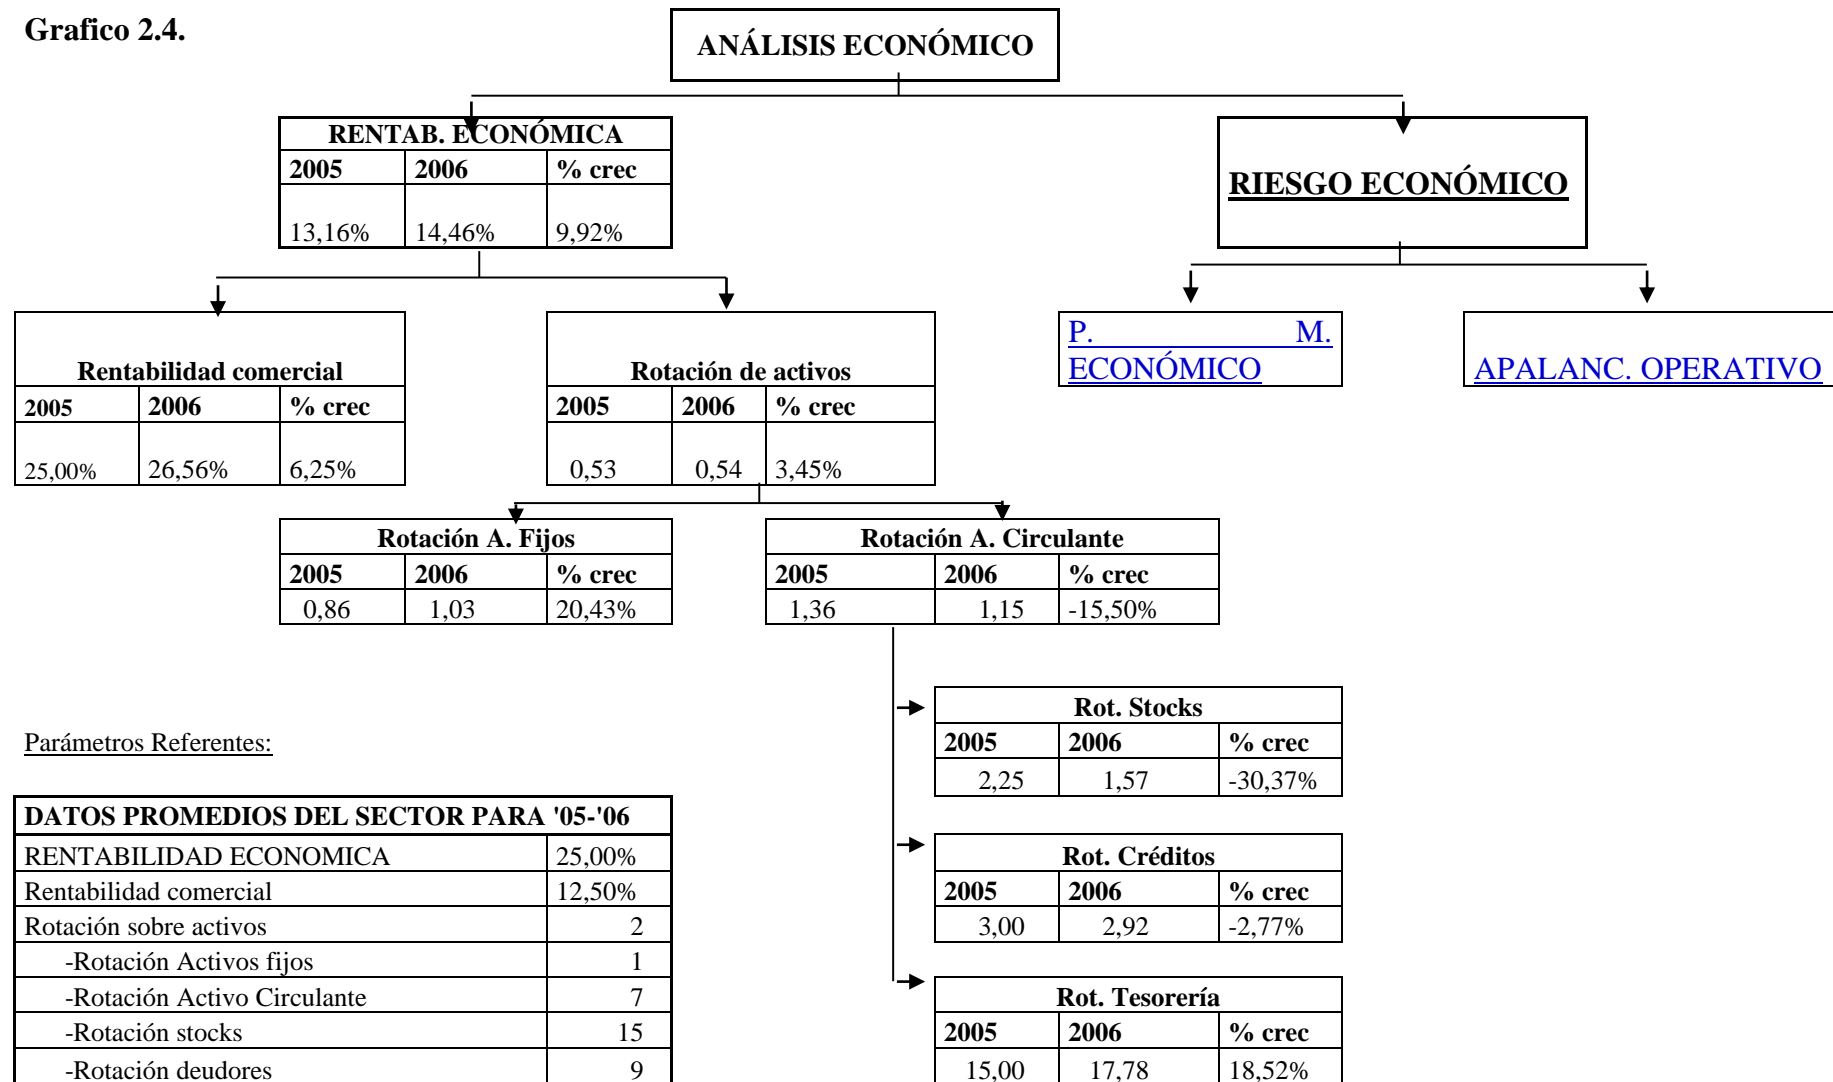 Grafico 2.4.
ANÁLISIS ECONÓMICO
RENTAB. ECONÓMICA
2005 2006 % crec
13,16% 14,46% 9,92%
RIESGO ECONÓMICO
Rentabilidad comercial
2005 2006 % crec
25,00% 26,56% 6,25%
Rotación de activos
2005 2006 % crec
0,53 0,54 3,45%
P. M.
ECONÓMICO
APALANC. OPERATIVO
Rotación A. Fijos
2005 2006 % crec
0,86 1,03 20,43%
Rotación A. Circulante
2005 2006 % crec
1,36 1,15 -15,50%
Rot. Stocks
2005 2006 % crec
2,25 1,57 -30,37%
Rot. Créditos
2005 2006 % crec
3,00 2,92 -2,77%
Rot. Tesorería
2005 2006 % crec
15,00 17,78 18,52%
Parámetros Referentes:
DATOS PROMEDIOS DEL SECTOR PARA '05-'06
RENTABILIDAD ECONOMICA 25,00%
Rentabilidad comercial 12,50%
Rotación sobre activos 2
-Rotación Activos fijos 1
-Rotación Activo Circulante 7
-Rotación stocks 15
-Rotación deudores 9